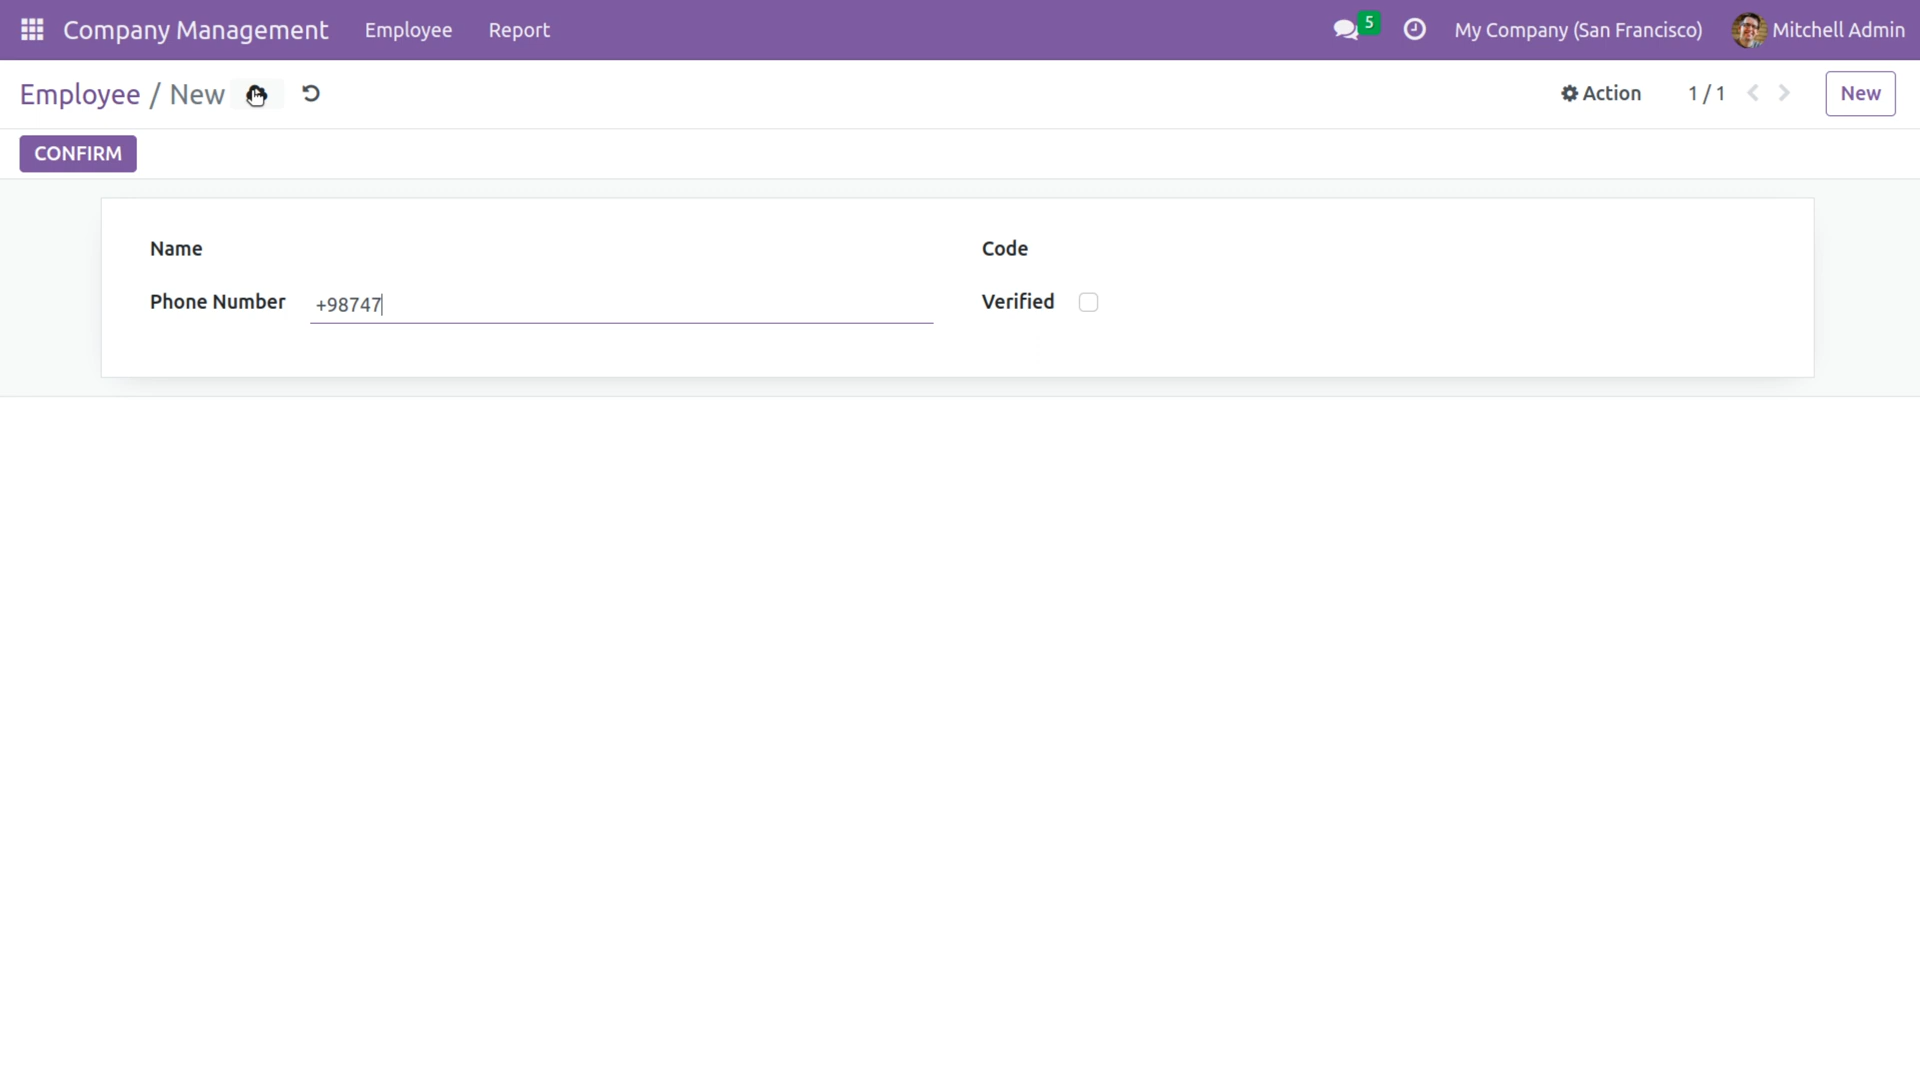 Company Management Employee Report 5 My Company (San Francisco) Mitchell Admin
Employee / New Action 1 / 1 New
CONFIRM
Name Code
Phone Number +98747 Verified